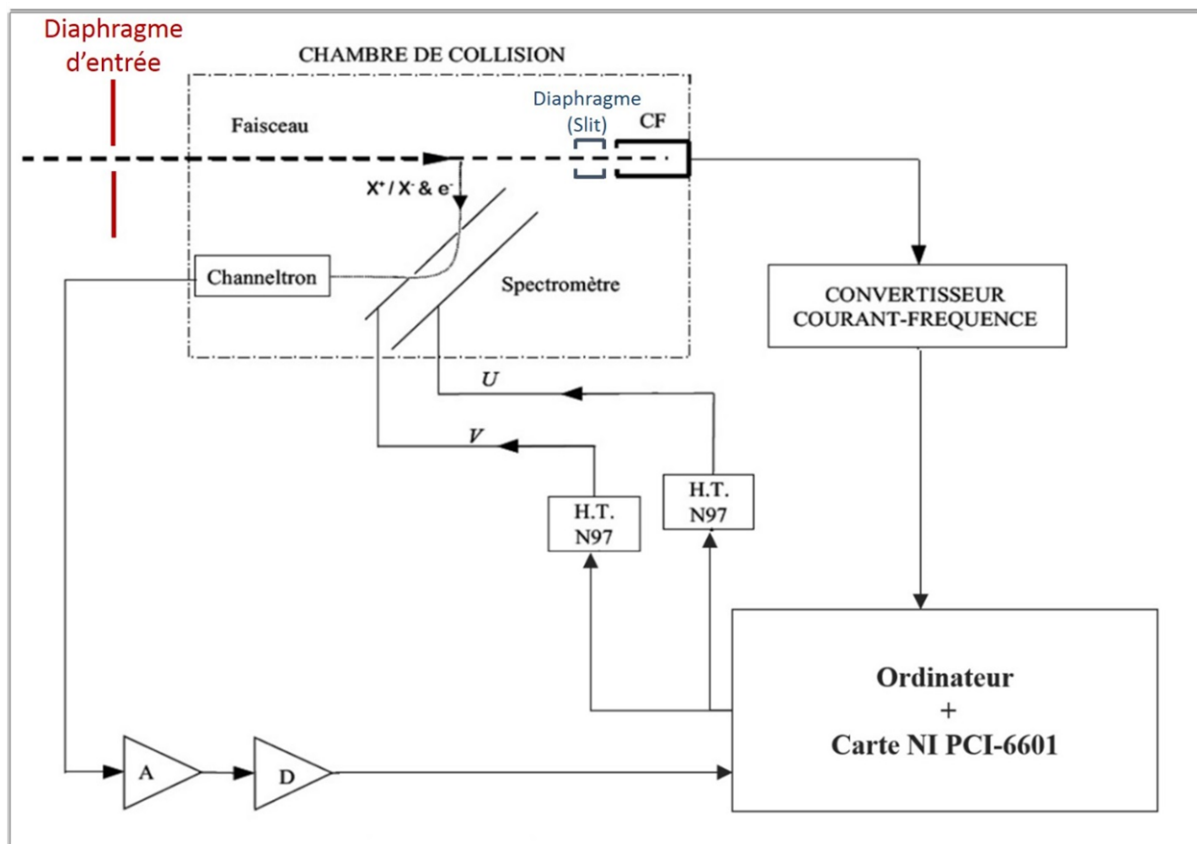 Diaphragme
d'entrée
CHAMBRE DE COLLISION
Faisceau
Diaphragme
(Slit)
CF
X⁺ / X⁻ & e⁻
Channeltron
Spectromètre
CONVERTISSEUR
COURANT-FREQUENCE
U
V
H.T.
N97
H.T.
N97
Ordinateur
+
Carte NI PCI-6601
A
D